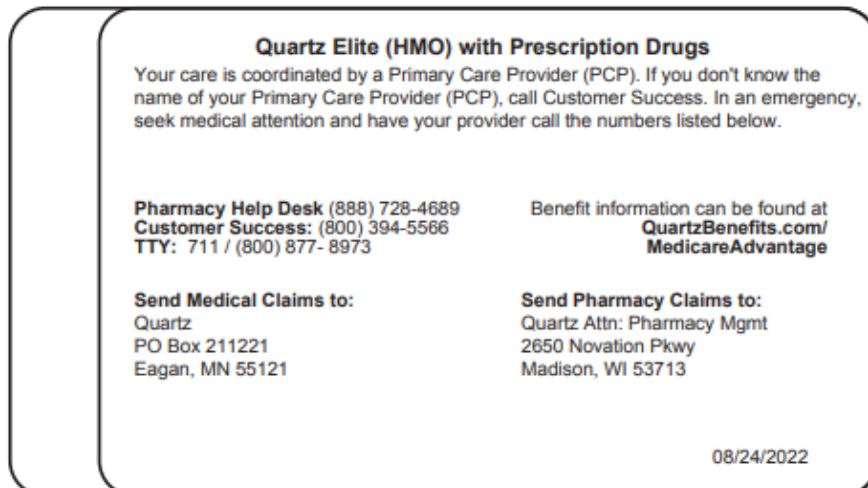 Quartz Elite (HMO) with Prescription Drugs
Your care is coordinated by a Primary Care Provider (PCP). If you don't know the
name of your Primary Care Provider (PCP), call Customer Success. In an emergency,
seek medical attention and have your provider call the numbers listed below.
Pharmacy Help Desk (888) 728-4689
Customer Success: (800) 394-5566
TTY: 711 / (800) 877- 8973
Benefit information can be found at
QuartzBenefits.com/
MedicareAdvantage
Send Medical Claims to:
Quartz
PO Box 211221
Eagan, MN 55121
Send Pharmacy Claims to:
Quartz Attn: Pharmacy Mgmt
2650 Novation Pkwy
Madison, WI 53713
08/24/2022